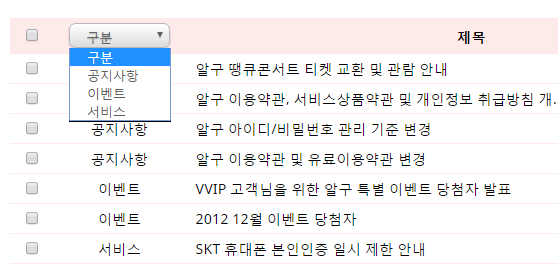 구분 ▼ 제목
구분
공지사항
이벤트
서비스
알구 땡큐콘서트 티켓 교환 및 관람 안내
알구 이용약관, 서비스상품약관 및 개인정보 취급방침 개..
공지사항 알구 아이디/비밀번호 관리 기준 변경
공지사항 알구 이용약관 및 유료이용약관 변경
이벤트 VVIP 고객님을 위한 알구 특별 이벤트 당첨자 발표
이벤트 2012 12월 이벤트 당첨자
서비스 SKT 휴대폰 본인인증 일시 제한 안내